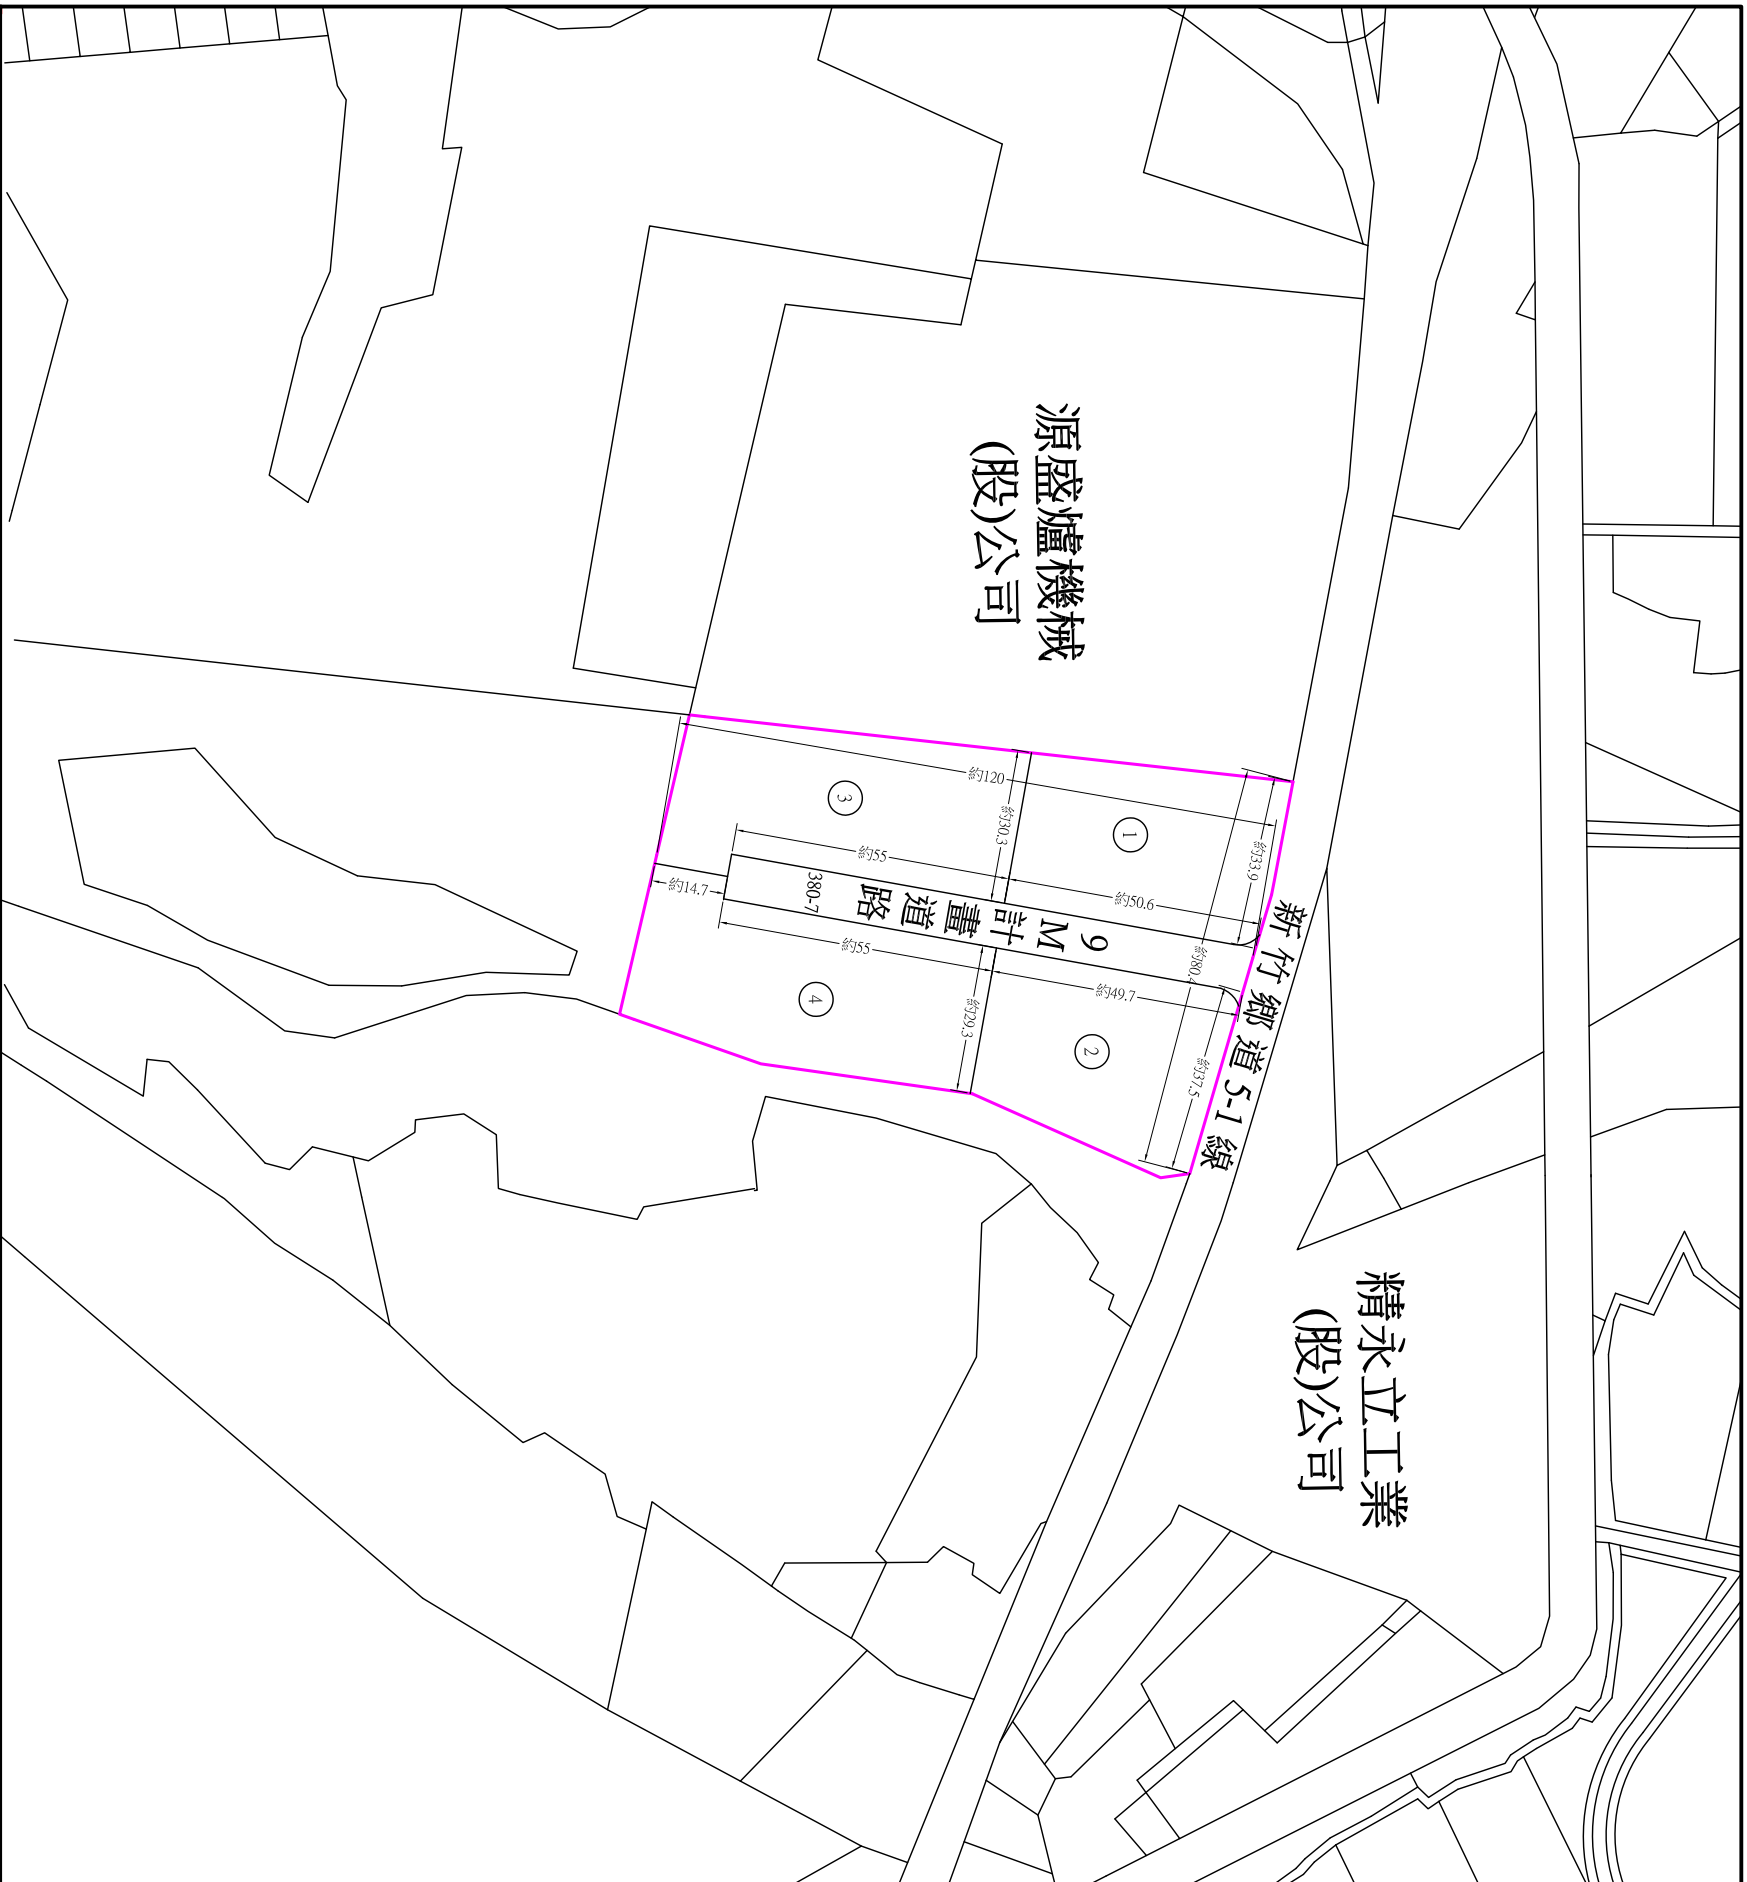 源盛爐機械
(股)公司
新竹鄉道5-1線
精永立工業
(股)公司
9M計畫道路
380-7
1
2
3
4
約120
約30.3
約33.9
約55
約50.6
約14.7
約80.4
約55
約49.7
約29.3
約37.5